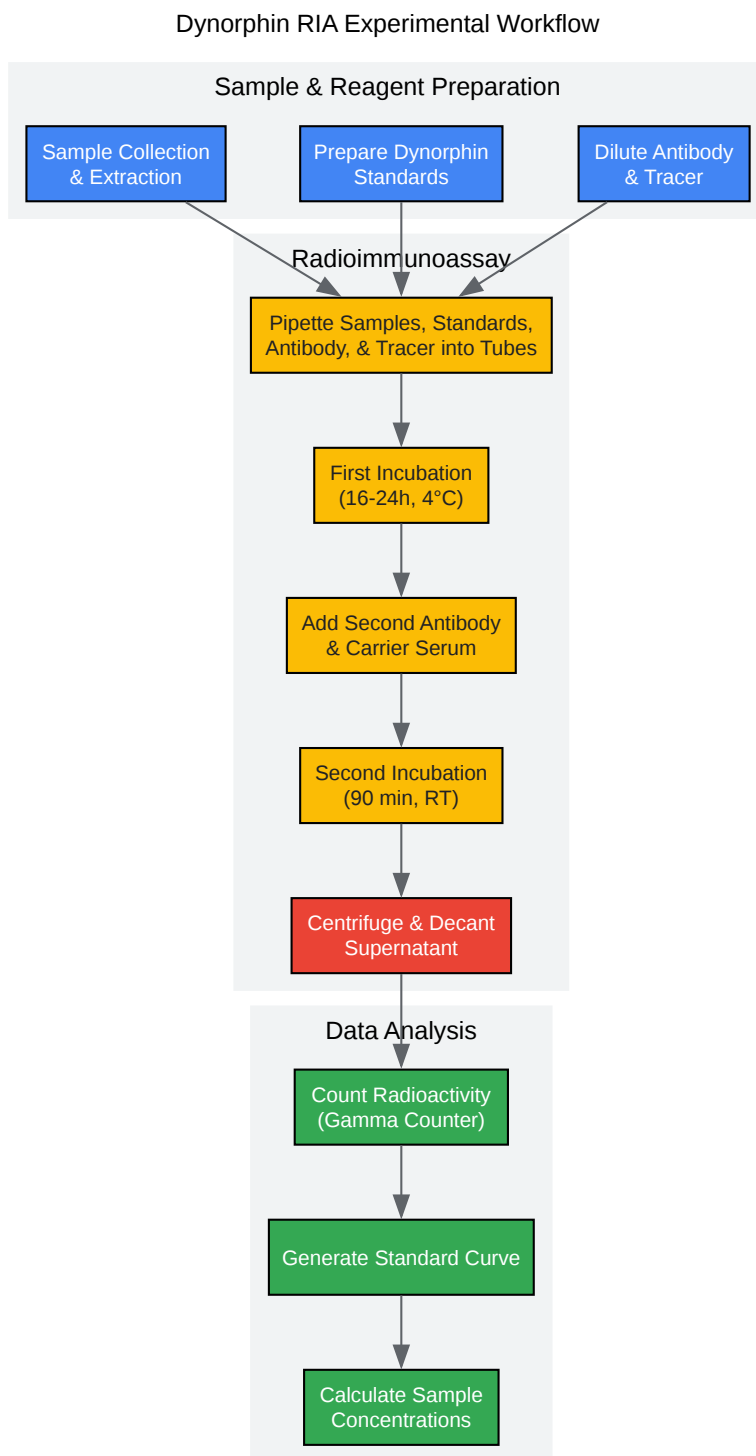 Dynorphin RIA Experimental Workflow
Sample & Reagent Preparation
Sample Collection
& Extraction
Prepare Dynorphin
Standards
Dilute Antibody
& Tracer
Radioimmunoassay
Pipette Samples, Standards,
Antibody, & Tracer into Tubes
First Incubation
(16-24h, 4°C)
Add Second Antibody
& Carrier Serum
Second Incubation
(90 min, RT)
Centrifuge & Decant
Supernatant
Data Analysis
Count Radioactivity
(Gamma Counter)
Generate Standard Curve
Calculate Sample
Concentrations